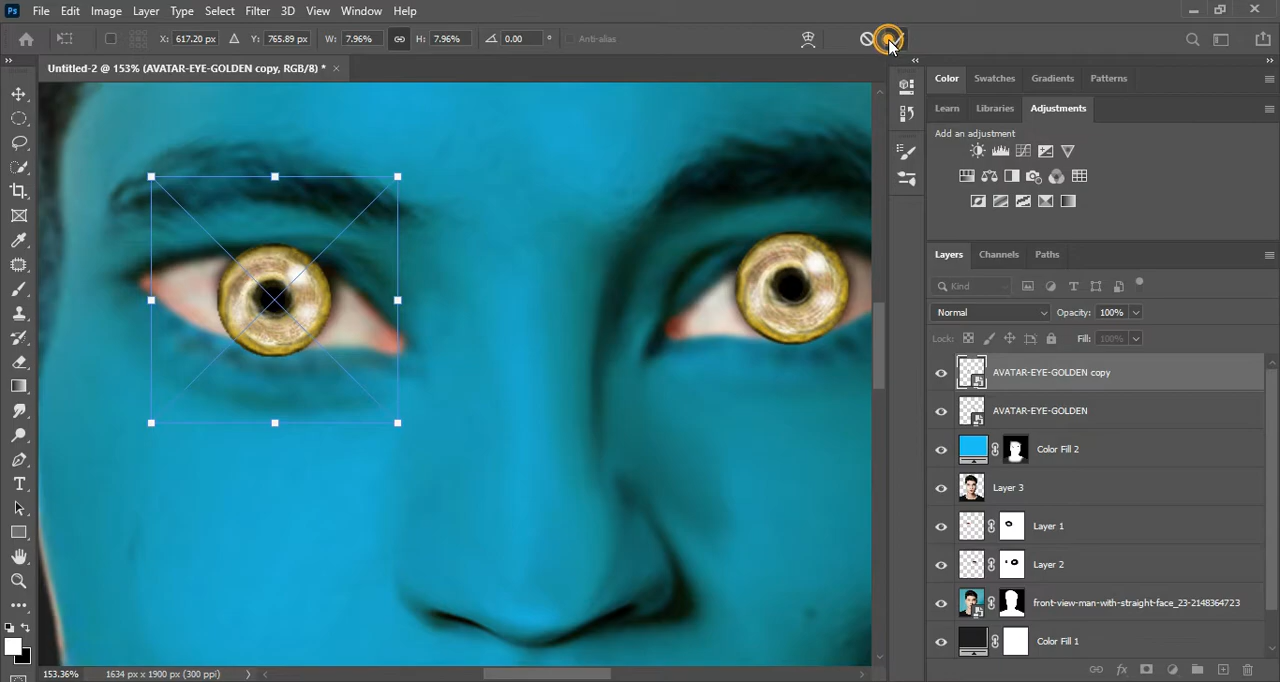 Ps File Edit Image Layer Type Select Filter 3D View Window Help
X: 617.20 px Y: 765.89 px W: 7.96% H: 7.96% 0.00 ° Anti-alias
Untitled-2 @ 153% (AVATAR-EYE-GOLDEN copy, RGB/8) * ×
Color Swatches Gradients Patterns
Learn Libraries Adjustments
Add an adjustment
Layers Channels Paths
Kind
Normal Opacity: 100%
Lock: Fill: 100%
AVATAR-EYE-GOLDEN copy
AVATAR-EYE-GOLDEN
Color Fill 2
Layer 3
Layer 1
Layer 2
front-view-man-with-straight-face_23-2148364723
Color Fill 1
153.36% 1634 px x 1900 px (300 ppi)